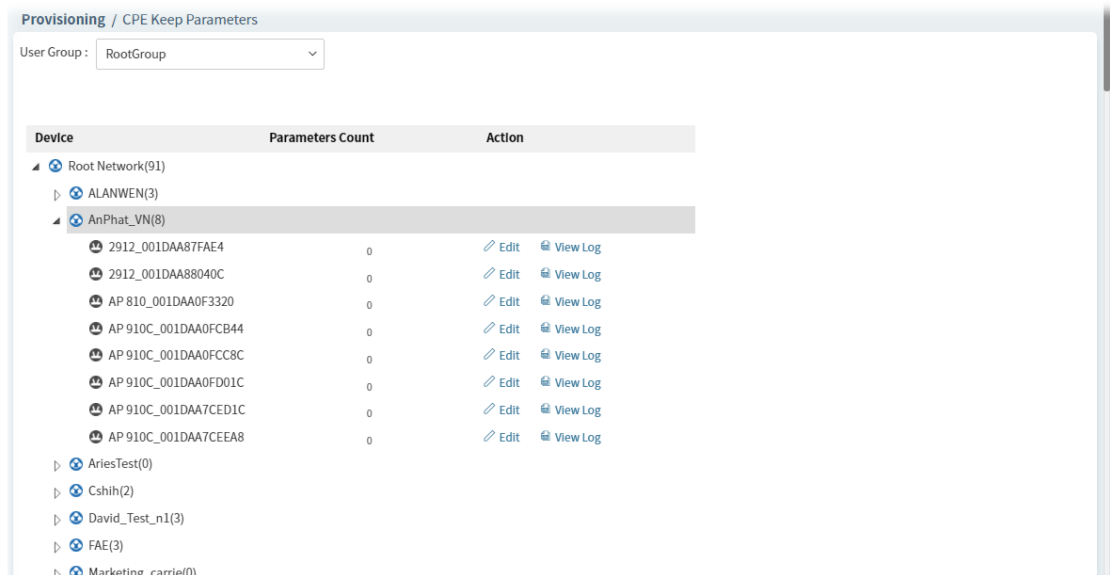 Provisioning / CPE Keep Parameters
User Group : RootGroup
Device Parameters Count Action
Root Network(91)
ALANWEN(3)
AnPhat_VN(8)
2912_001DAA87FAE4 0 Edit View Log
2912_001DAA88040C 0 Edit View Log
AP 810_001DAA0F3320 0 Edit View Log
AP 910C_001DAA0FCB44 0 Edit View Log
AP 910C_001DAA0FCC8C 0 Edit View Log
AP 910C_001DAA0FD01C 0 Edit View Log
AP 910C_001DAA7CED1C 0 Edit View Log
AP 910C_001DAA7CEEA8 0 Edit View Log
AriesTest(0)
Cshih(2)
David_Test_n1(3)
FAE(3)
Marketing_carrie(0)